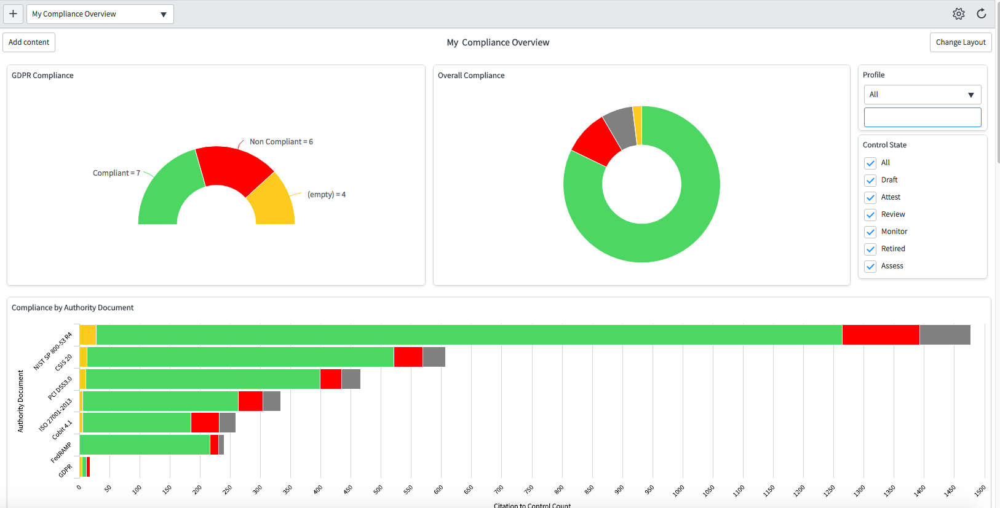 +
My Compliance Overview
Add content
My Compliance Overview
Change Layout
GDPR Compliance
Non Compliant = 6
Compliant = 7
(empty) = 4
Overall Compliance
Profile
All
Control State
All
Draft
Attest
Review
Monitor
Retired
Assess
Compliance by Authority Document
Authority Document
NIST SP 800-53 R4
CSIS 20
PCI DSS3.0
ISO 27001-2013
Cobit 4.1
FedRAMP
GDPR
0 50 100 150 200 250 300 350 400 450 500 550 600 650 700 750 800 850 900 950 1000 1050 1100 1150 1200 1250 1300 1350 1400 1450 1500
Citation to Control Count